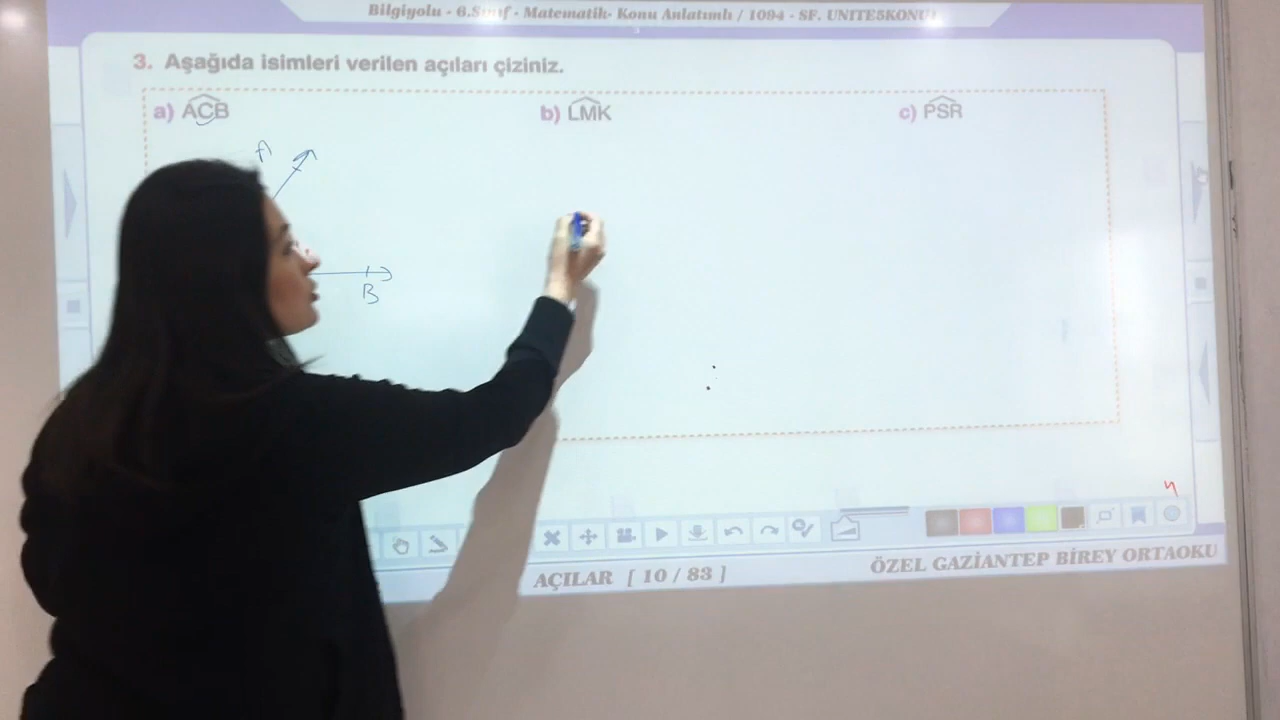 Bilgiyolu - 6.Sınıf - Matematik- Konu Anlatımlı / 1094 - SF. UNITE5KONU1
3. Aşağıda isimleri verilen açıları çiziniz.
a) ACB b) LMK c) PSR
A
B
AÇILAR [ 10 / 83 ] ÖZEL GAZİANTEP BİREY ORTAOKU